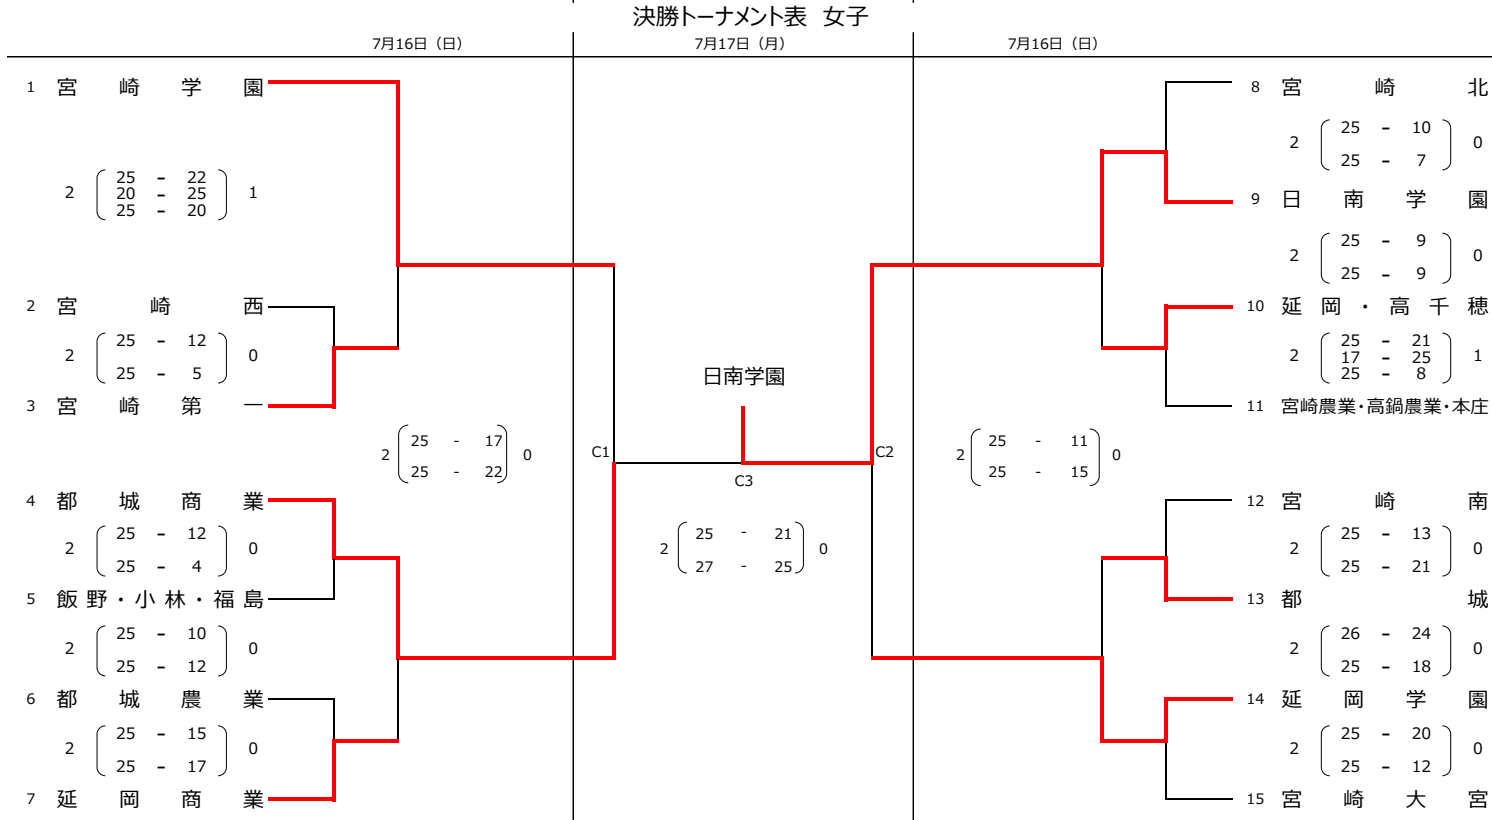 決勝トーナメント表 女子
7月16日（日）
7月17日（月）
7月16日（日）
1 宮崎学園
2 25 - 22 1
20 - 25
25 - 20
2 宮崎西
2 25 - 12 0
25 - 5
3 宮崎第一
2 25 - 17 0
25 - 22
4 都城商業
2 25 - 12 0
25 - 4
5 飯野・小林・福島
2 25 - 10 0
25 - 12
6 都城農業
2 25 - 15 0
25 - 17
7 延岡商業
日南学園
C1
C2
C3
2 25 - 21 0
27 - 25
8 宮崎北
2 25 - 10 0
25 - 7
9 日南学園
2 25 - 9 0
25 - 9
10 延岡・高千穂
2 25 - 21 1
17 - 25
25 - 8
11 宮崎農業・高鍋農業・本庄
2 25 - 11 0
25 - 15
12 宮崎南
2 25 - 13 0
25 - 21
13 都城
2 26 - 24 0
25 - 18
14 延岡学園
2 25 - 20 0
25 - 12
15 宮崎大宮